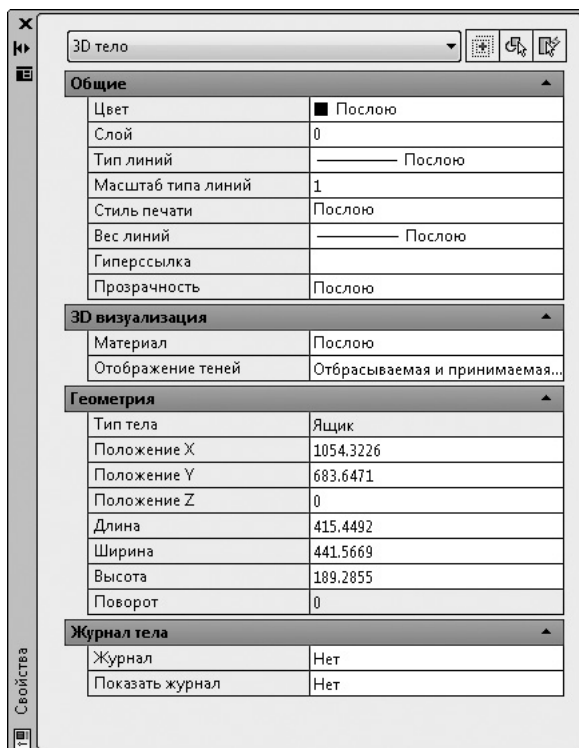 3D тело
Общие
Цвет Послою
Слой 0
Тип линий Послою
Масштаб типа линий 1
Стиль печати Послою
Вес линий Послою
Гиперссылка
Прозрачность Послою
3D визуализация
Материал Послою
Отображение теней Отбрасываемая и принимаемая...
Геометрия
Тип тела Ящик
Положение X 1054.3226
Положение Y 683.6471
Положение Z 0
Длина 415.4492
Ширина 441.5669
Высота 189.2855
Поворот 0
Журнал тела
Журнал Нет
Показать журнал Нет
Свойства